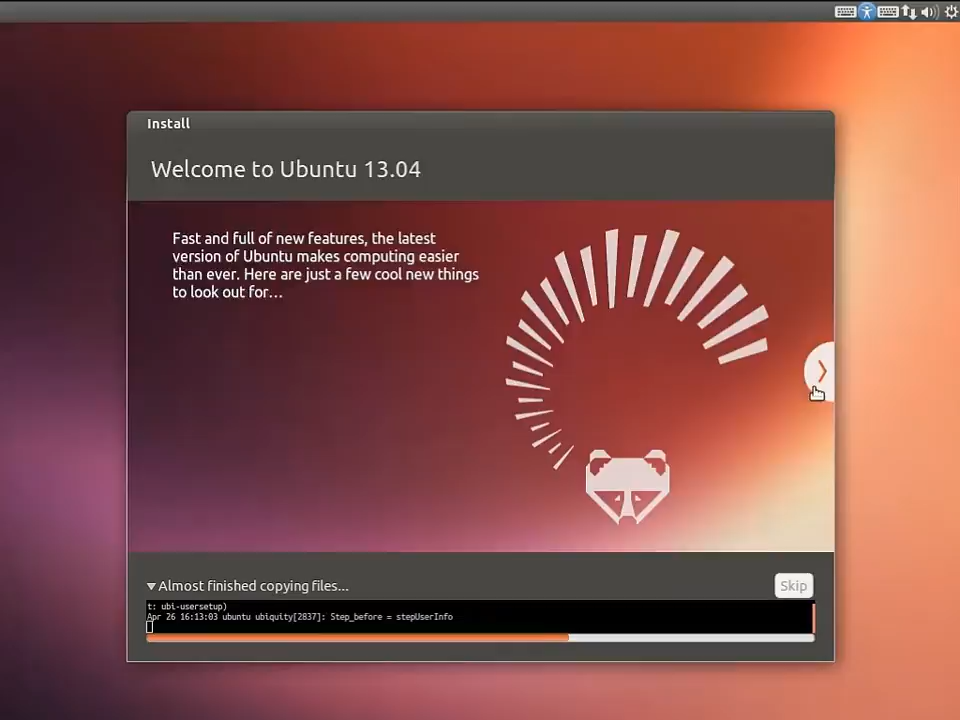 Install
Welcome to Ubuntu 13.04
Fast and full of new features, the latest
version of Ubuntu makes computing easier
than ever. Here are just a few cool new things
to look out for...
Almost finished copying files...
Skip
t: ubi-usersetup)
Apr 26 16:13:03 ubuntu ubiquity[2837]: Step_before = stepUserInfo